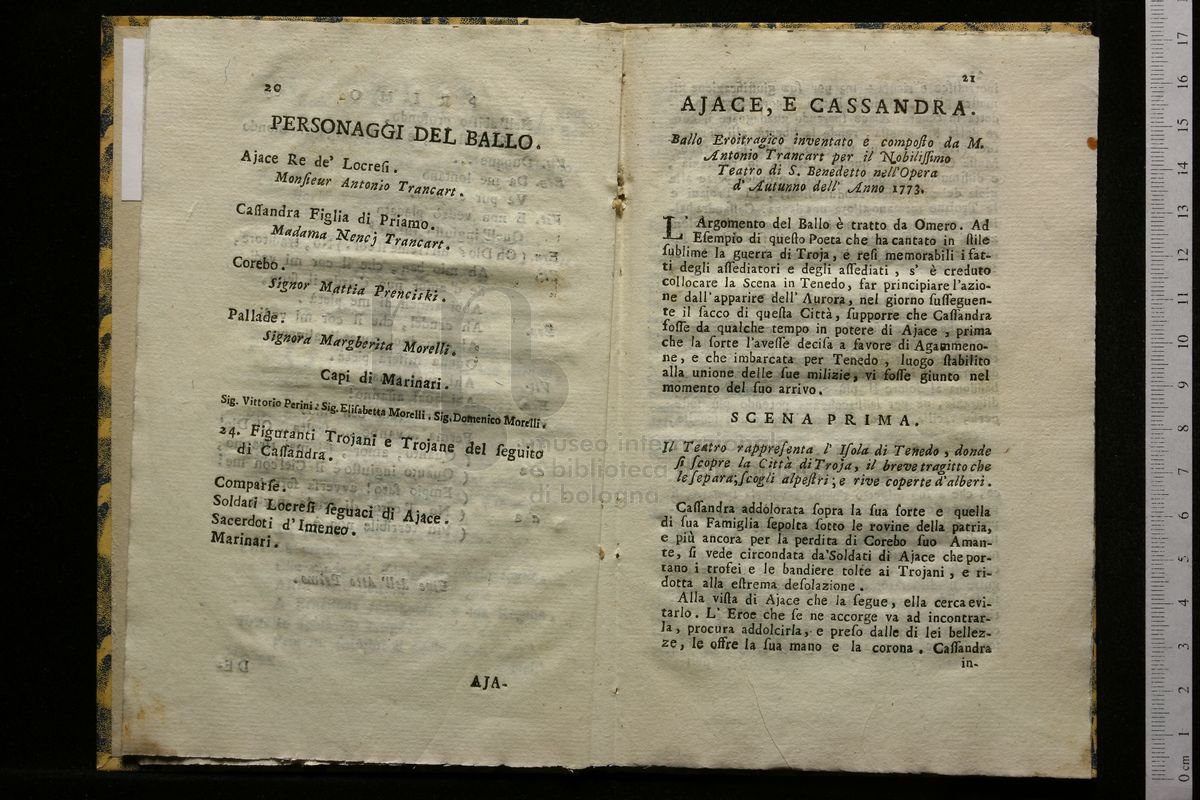 20
PERSONAGGI DEL BALLO.
Ajace Re de' Locreſi.
Monſieur Antonio Trancart.
Caſſandra Figlia di Priamo.
Madama Nencj Trancart.
Corebo.
Signor Mattia Prenciski.
Pallade.
Signora Margherita Morelli.
Capi di Marinari.
Sig. Vittorio Perini: Sig. Eliſabetta Morelli. Sig. Domenico Morelli.
24. Figuranti Trojani e Trojane del ſeguito
di Caſſandra.
Comparſe.
Soldati Locreſi ſeguaci di Ajace.
Sacerdoti d'Imeneo.
Marinari.
AJA-
21
AJACE, E CASSANDRA.
Ballo Eroitragico inventato e compoſto da M.
Antonio Trancart per il Nobiliſſimo
Teatro di S. Benedetto nell'Opera
d' Autunno dell' Anno 1773.
L' Argomento del Ballo è tratto da Omero. Ad
Eſempio di queſto Poeta che ha cantato in ſtile
ſublime la guerra di Troja, e reſi memorabili i fat-
ti degli aſſediatori e degli aſſediati, s' è creduto
collocare la Scena in Tenedo, far principiare l'azio-
ne dall'apparire dell' Aurora, nel giorno ſuſſeguen-
te il ſacco di queſta Città, ſupporre che Caſſandra
foſſe da qualche tempo in potere di Ajace, prima
che la ſorte l'aveſſe deciſa a favore di Agammeno-
ne, e che imbarcata per Tenedo, luogo ſtabilito
alla unione delle ſue milizie, vi foſſe giunto nel
momento del ſuo arrivo.
SCENA PRIMA.
Il Teatro rappreſenta l' Iſola di Tenedo, donde
ſi ſcopre la Città di Troja, il breve tragitto che
le ſepara; ſcogli alpeſtri; e rive coperte d'alberi.
Caſſandra addolorata ſopra la ſua ſorte e quella
di ſua Famiglia ſepolta ſotto le rovine della patria,
e più ancora per la perdita di Corebo ſuo Aman-
te, ſi vede circondata da'Soldati di Ajace che por-
tano i trofei e le bandiere tolte ai Trojani, e ri-
dotta alla eſtrema deſolazione.
Alla viſta di Ajace che la ſegue, ella cerca evi-
tarlo. L' Eroe che ſe ne accorge va ad incontrar-
la, procura addolcirla, e preſo dalle di lei bellez-
ze, le offre la ſua mano e la corona. Caſſandra
in-